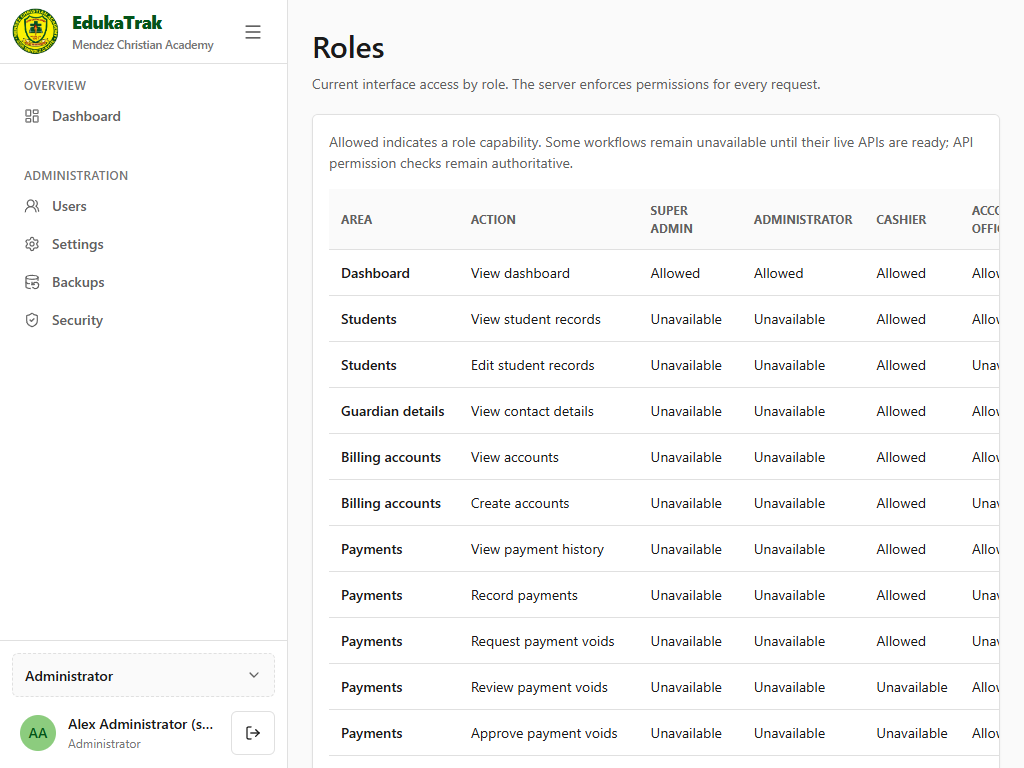 EdukaTrak
Mendez Christian Academy
OVERVIEW
Dashboard
ADMINISTRATION
Users
Settings
Backups
Security
Administrator
AA
Alex Administrator (s...
Administrator
Roles
Current interface access by role. The server enforces permissions for every request.
Allowed indicates a role capability. Some workflows remain unavailable until their live APIs are ready; API
permission checks remain authoritative.
AREA ACTION SUPER ADMIN ADMINISTRATOR CASHIER
Dashboard View dashboard Allowed Allowed Allowed
Students View student records Unavailable Unavailable Allowed
Students Edit student records Unavailable Unavailable Allowed
Guardian details View contact details Unavailable Unavailable Allowed
Billing accounts View accounts Unavailable Unavailable Allowed
Billing accounts Create accounts Unavailable Unavailable Allowed
Payments View payment history Unavailable Unavailable Allowed
Payments Record payments Unavailable Unavailable Allowed
Payments Request payment voids Unavailable Unavailable Allowed
Payments Review payment voids Unavailable Unavailable Unavailable
Payments Approve payment voids Unavailable Unavailable Unavailable